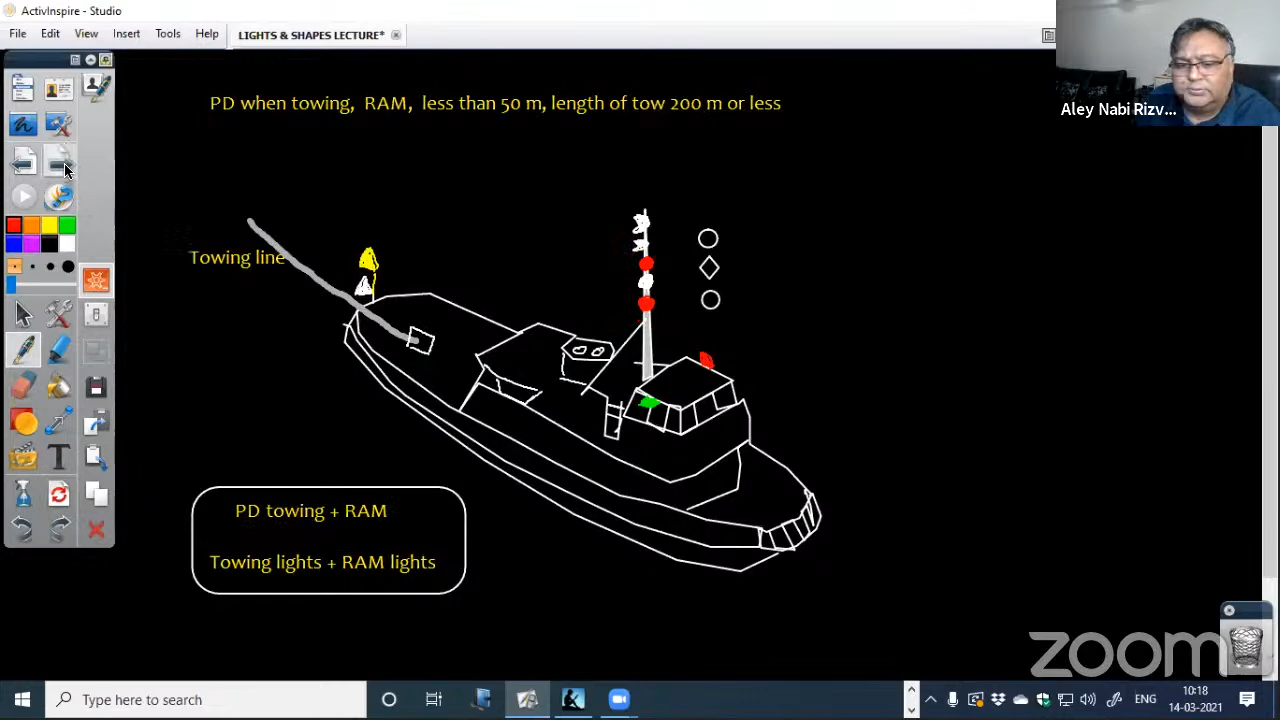 ActivInspire - Studio
File Edit View Insert Tools Help LIGHTS & SHAPES LECTURE*
PD when towing, RAM, less than 50 m, length of tow 200 m or less
Aley Nabi Rizv...
Towing line
PD towing + RAM
Towing lights + RAM lights
zoom
Type here to search
ENG
10:18
14-03-2021